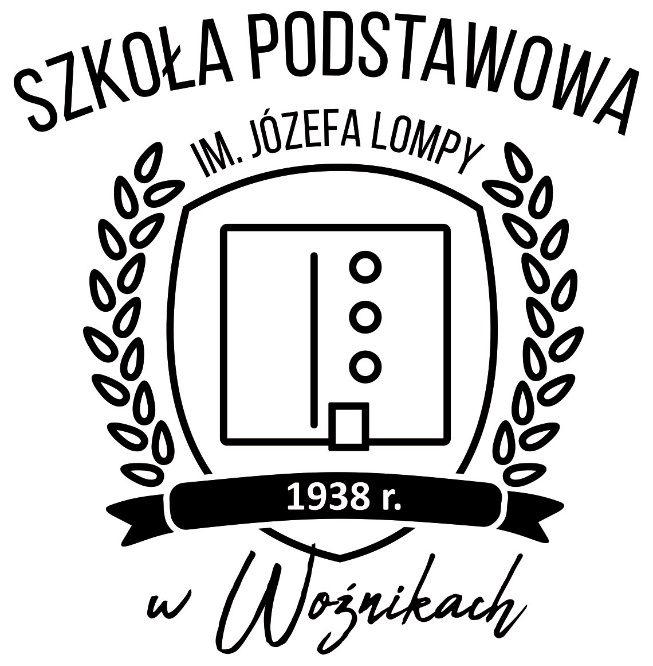 SZKOŁA PODSTAWOWA
IM. JÓZEFA LOMPY
1938 r.
w Woźnikach